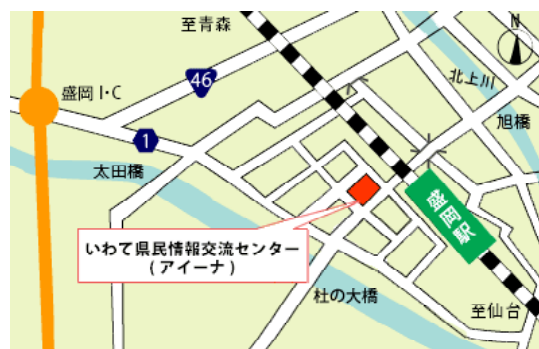 至青森
N
46
盛岡 I・C
北上川
旭橋
1
太田橋
盛岡駅
いわて県民情報交流センター
(アイーナ)
杜の大橋
至仙台